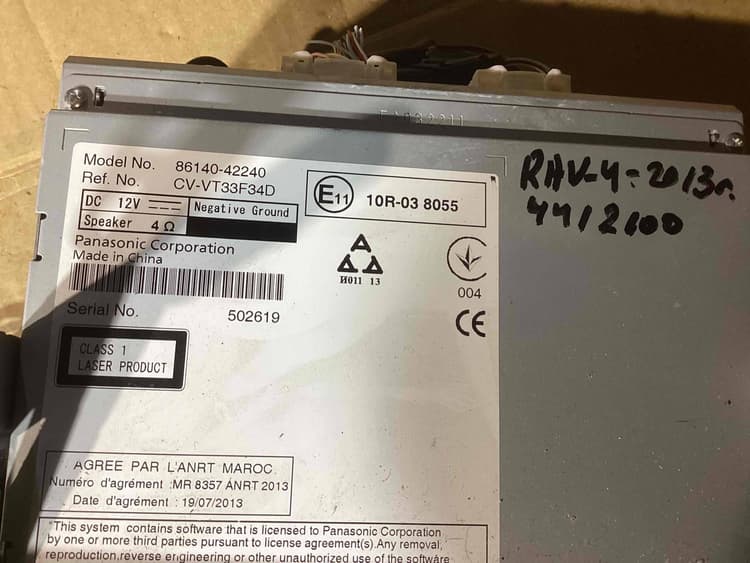 RAV-4 = 2013г.
4412100
Model No. 86140-42240
Ref. No. CV-VT33F34D
DC 12V
Negative Ground
Speaker 4Ω
Panasonic Corporation
Made in China
Serial No. 502619
E11 10R-03 8055
И011 13
004
CE
CLASS 1
LASER PRODUCT
AGREE PAR L'ANRT MAROC
Numéro d'agrément :MR 8357 ANRT 2013
Date d'agrément : 19/07/2013
"This system contains software that is licensed to Panasonic Corporation
by one or more third parties pursuant to license agreement(s).Any removal,
reproduction,reverse engineering or other unauthorized use of the software